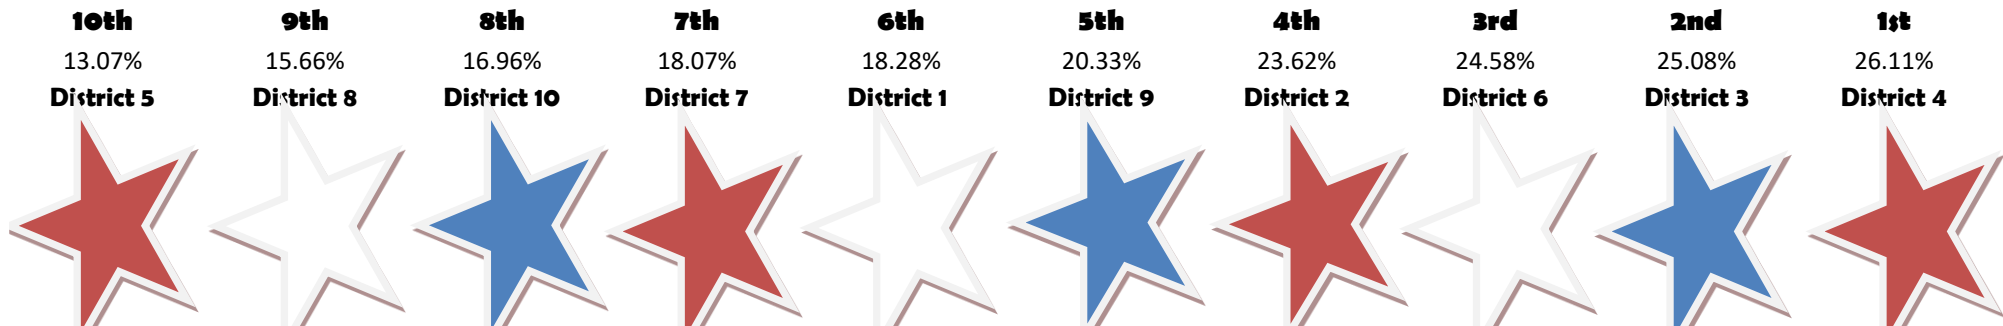 10th 9th 8th 7th 6th 5th 4th 3rd 2nd 1st
13.07% 15.66% 16.96% 18.07% 18.28% 20.33% 23.62% 24.58% 25.08% 26.11%
District 5 District 8 District 10 District 7 District 1 District 9 District 2 District 6 District 3 District 4